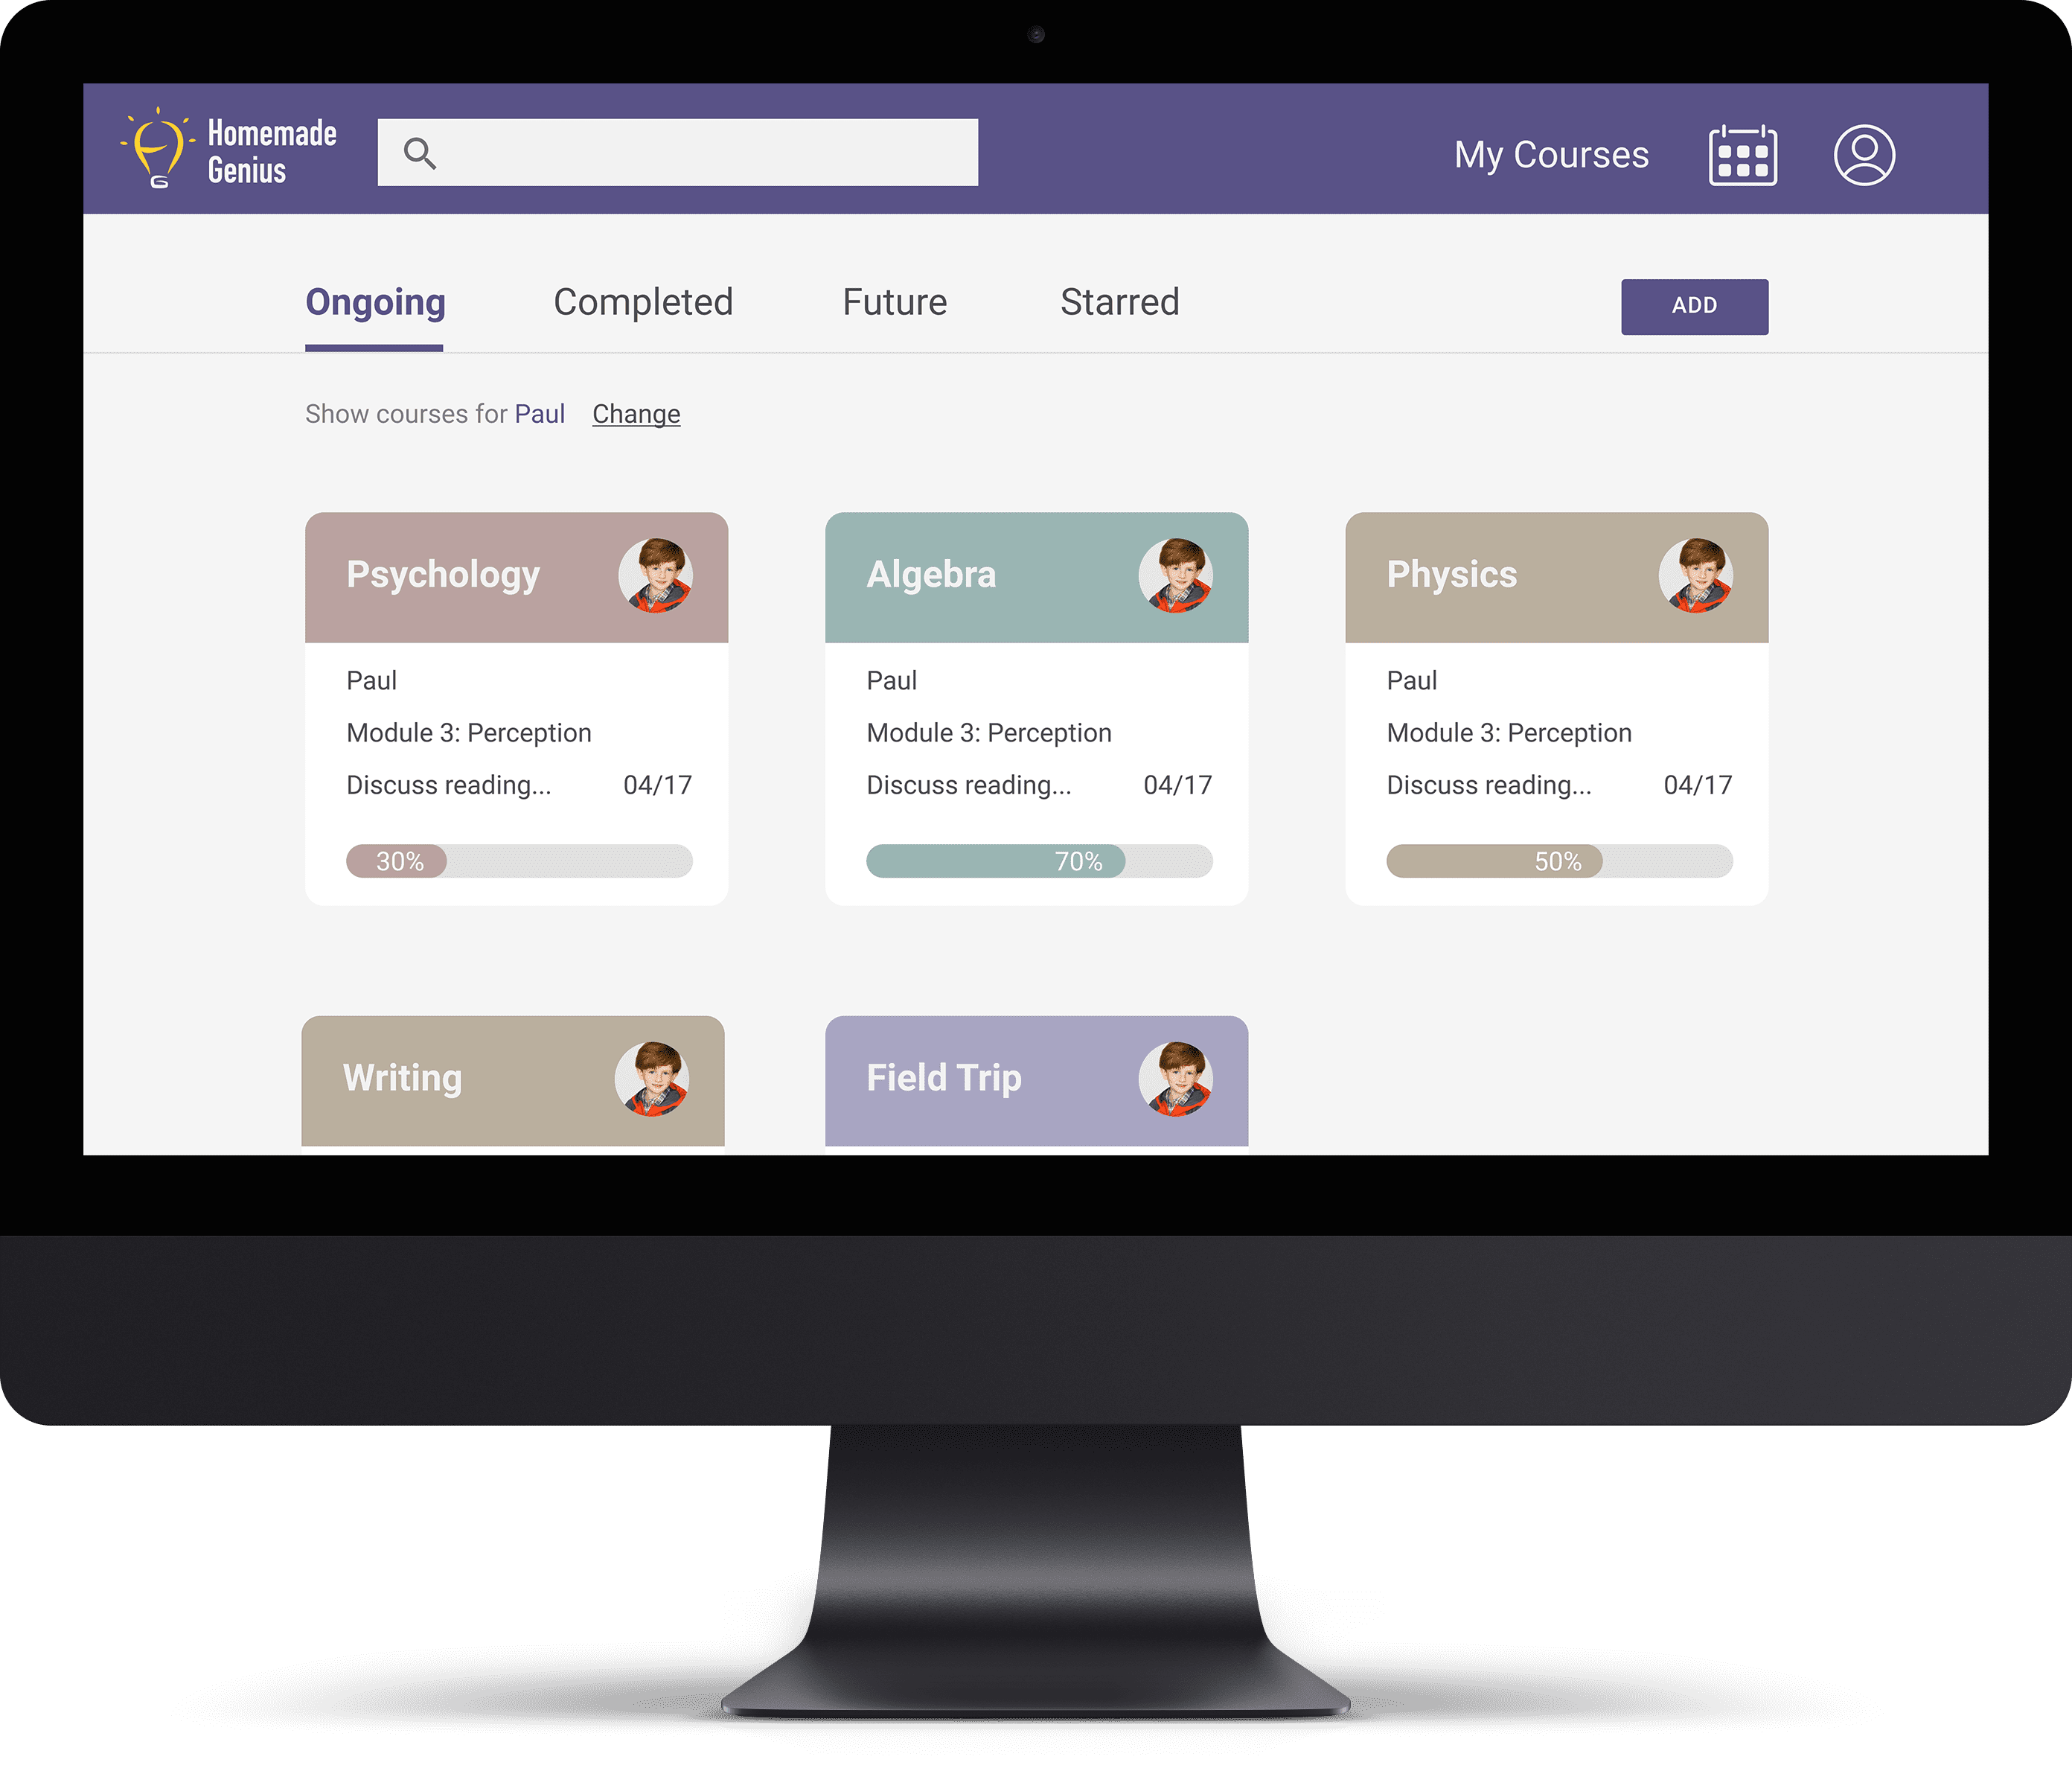 Homemade
Genius
My Courses
Ongoing Completed Future Starred ADD
Show courses for Paul Change
Psychology
Paul
Module 3: Perception
Discuss reading... 04/17
30%
Algebra
Paul
Module 3: Perception
Discuss reading... 04/17
70%
Physics
Paul
Module 3: Perception
Discuss reading... 04/17
50%
Writing
Field Trip